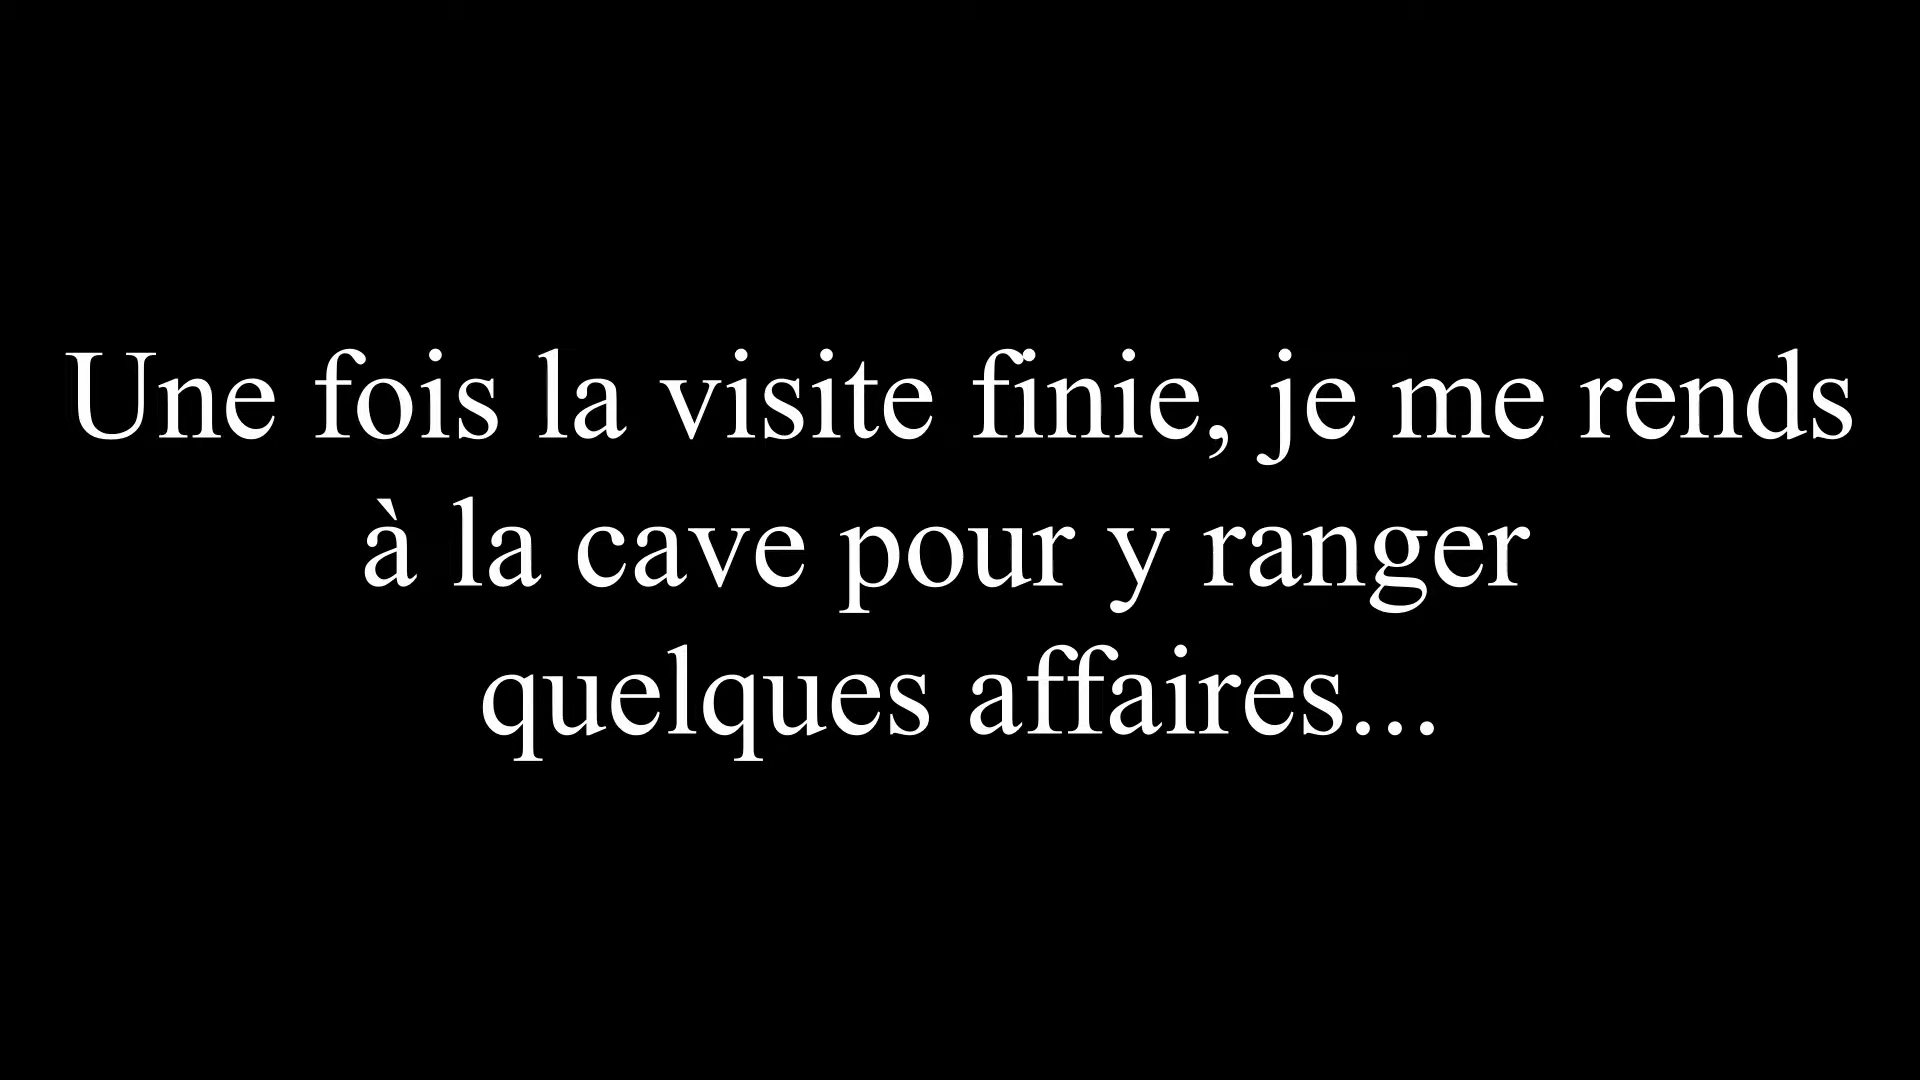 Une fois la visite finie, je me rends
à la cave pour y ranger
quelques affaires...